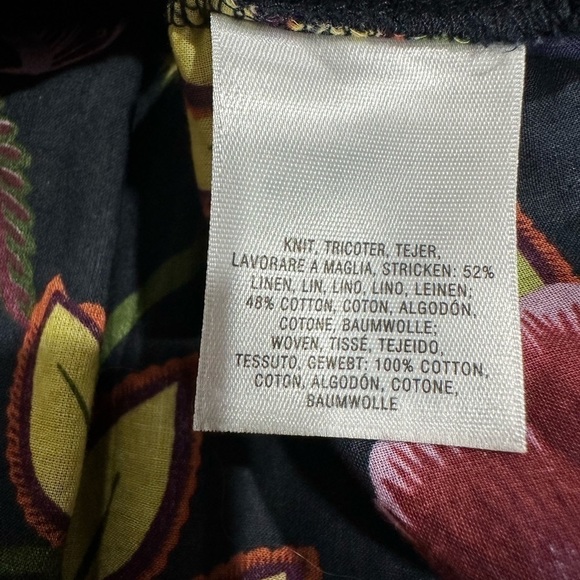 KNIT, TRICOTER, TEJER,
LAVORARE A MAGLIA, STRICKEN: 52%
LINEN, LIN, LINO, LINO, LEINEN;
48% COTTON, COTON, ALGODÓN,
COTONE, BAUMWOLLE;
WOVEN, TISSÉ, TEJEIDO,
TESSUTO, GEWEBT: 100% COTTON,
COTON, ALGODÓN, COTONE,
BAUMWOLLE